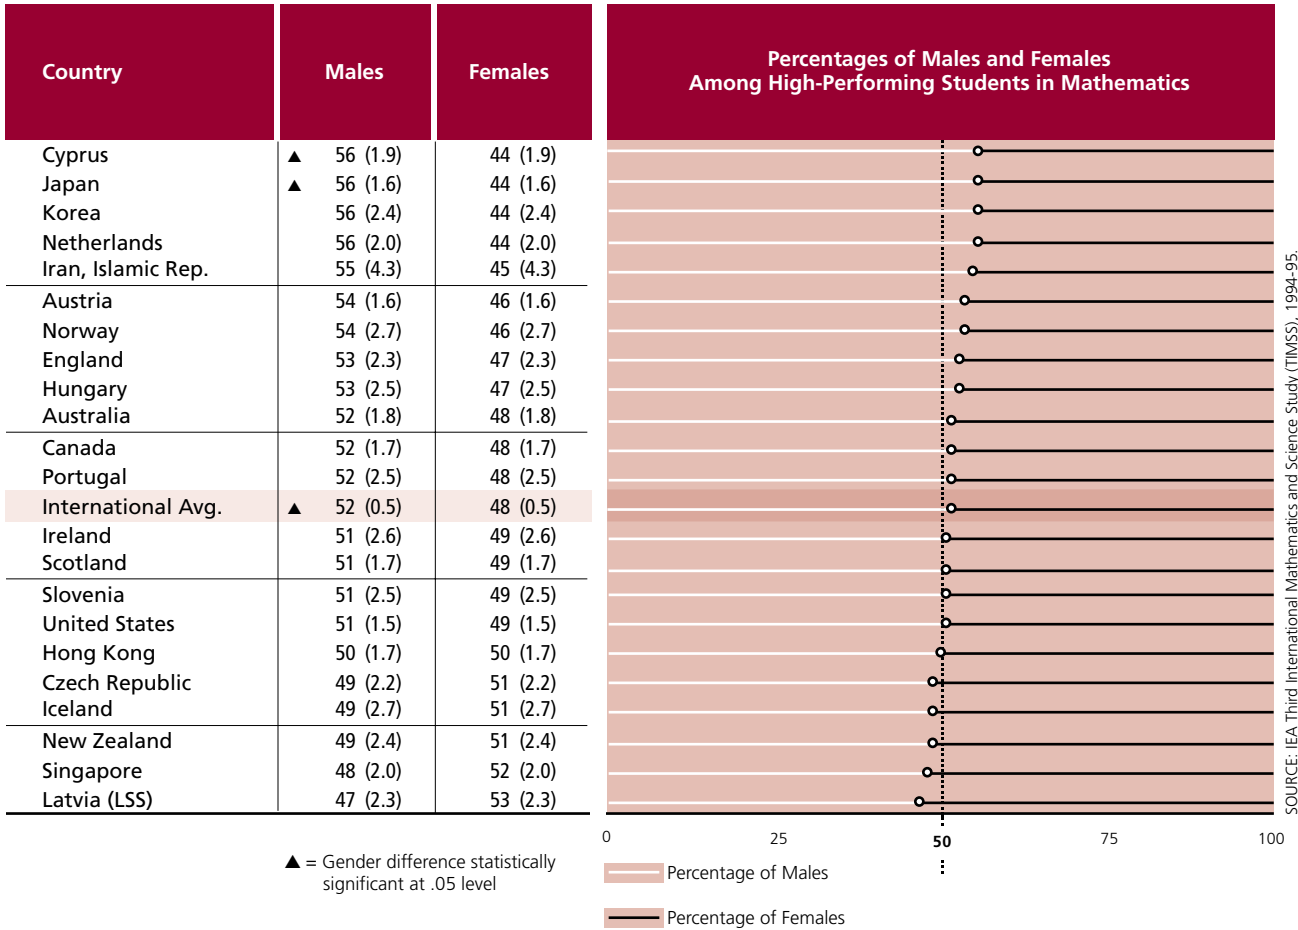 Country Males Females
Percentages of Males and Females
Among High-Performing Students in Mathematics
Cyprus ▲ 56 (1.9) 44 (1.9)
Japan ▲ 56 (1.6) 44 (1.6)
Korea 56 (2.4) 44 (2.4)
Netherlands 56 (2.0) 44 (2.0)
Iran, Islamic Rep. 55 (4.3) 45 (4.3)
Austria 54 (1.6) 46 (1.6)
Norway 54 (2.7) 46 (2.7)
England 53 (2.3) 47 (2.3)
Hungary 53 (2.5) 47 (2.5)
Australia 52 (1.8) 48 (1.8)
Canada 52 (1.7) 48 (1.7)
Portugal 52 (2.5) 48 (2.5)
International Avg. ▲ 52 (0.5) 48 (0.5)
Ireland 51 (2.6) 49 (2.6)
Scotland 51 (1.7) 49 (1.7)
Slovenia 51 (2.5) 49 (2.5)
United States 51 (1.5) 49 (1.5)
Hong Kong 50 (1.7) 50 (1.7)
Czech Republic 49 (2.2) 51 (2.2)
Iceland 49 (2.7) 51 (2.7)
New Zealand 49 (2.4) 51 (2.4)
Singapore 48 (2.0) 52 (2.0)
Latvia (LSS) 47 (2.3) 53 (2.3)
0 25 50 75 100
▲ = Gender difference statistically
significant at .05 level
Percentage of Males
Percentage of Females
SOURCE: IEA Third International Mathematics and Science Study (TIMSS), 1994-95.